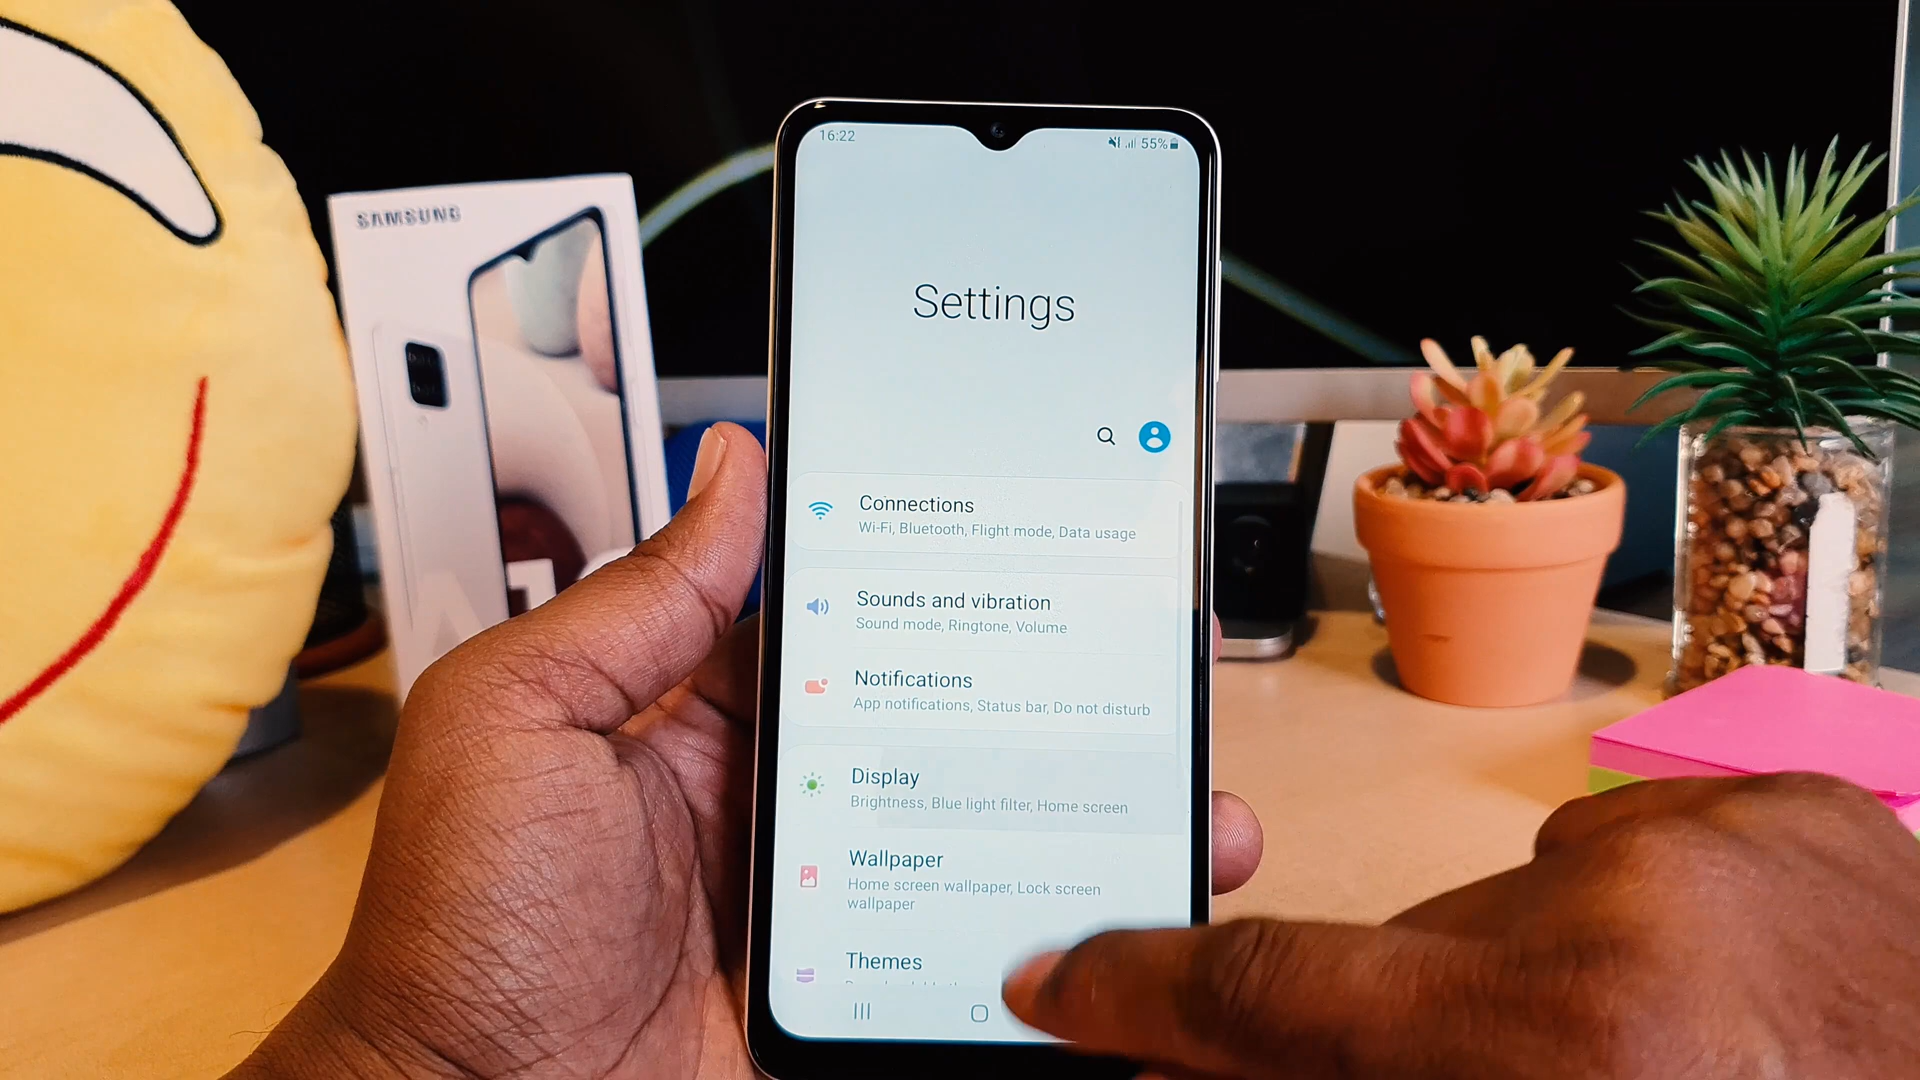 SAMSUNG
16:22
55%
Settings
Connections
Wi-Fi, Bluetooth, Flight mode, Data usage
Sounds and vibration
Sound mode, Ringtone, Volume
Notifications
App notifications, Status bar, Do not disturb
Display
Brightness, Blue light filter, Home screen
Wallpaper
Home screen wallpaper, Lock screen
wallpaper
Themes